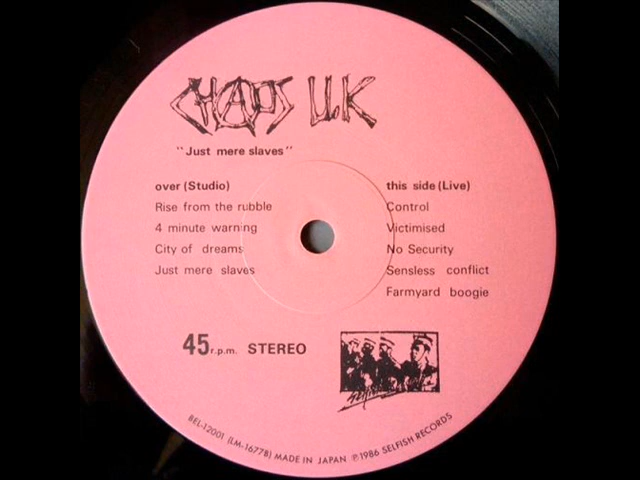 CHAOS U.K
"Just mere slaves"
over (Studio)
Rise from the rubble
4 minute warning
City of dreams
Just mere slaves
this side (Live)
Control
Victimised
No Security
Sensless conflict
Farmyard boogie
45 r.p.m. STEREO
BEL-12001 (LM-1677B) MADE IN JAPAN ℗1986 SELFISH RECORDS